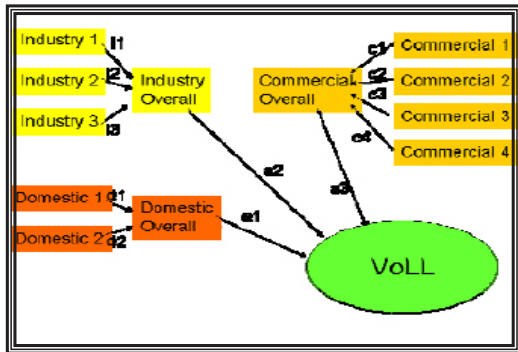 Industry 1
i1
Industry 2
i2
Industry 3
i3
Industry
Overall
Commercial
Overall
c1
Commercial 1
c2
Commercial 2
c3
Commercial 3
c4
Commercial 4
a2
a3
Domestic 1
d1
Domestic 2
d2
Domestic
Overall
a1
VoLL